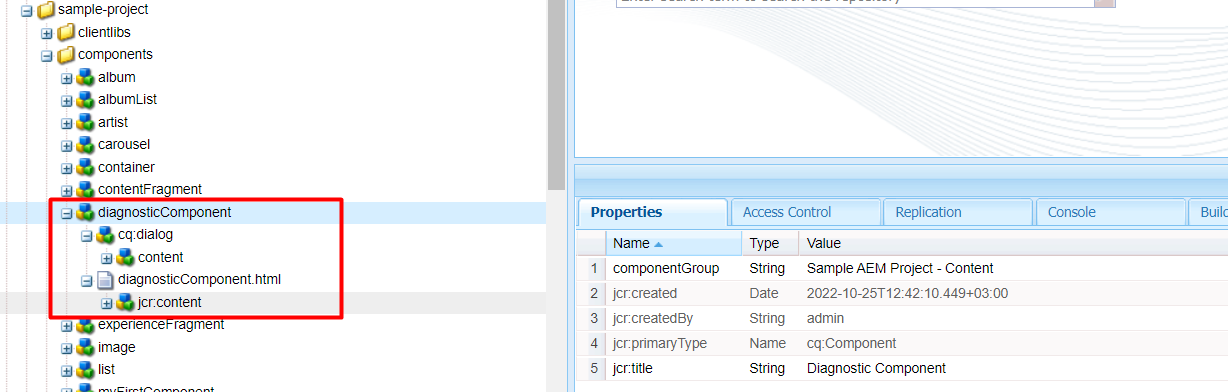 sample-project
clientlibs
components
album
albumList
artist
carousel
container
contentFragment
diagnosticComponent
cq:dialog
content
diagnosticComponent.html
jcr:content
experienceFragment
image
list
myFirstComponent
Enter search term to search the repository
Properties Access Control Replication Console Build
Name Type Value
1 componentGroup String Sample AEM Project - Content
2 jcr:created Date 2022-10-25T12:42:10.449+03:00
3 jcr:createdBy String admin
4 jcr:primaryType Name cq:Component
5 jcr:title String Diagnostic Component